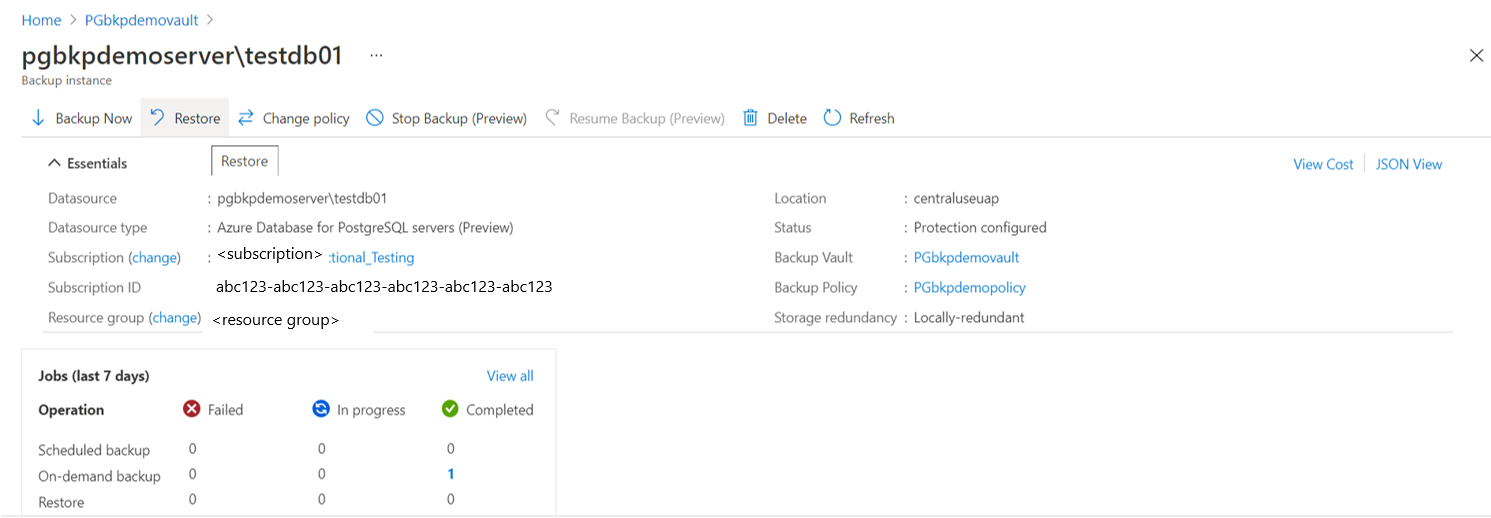 Home > PGbkpdemovault >
pgbkpdemoserver\testdb01 ...
Backup instance
Backup Now Restore Change policy Stop Backup (Preview) Resume Backup (Preview) Delete Refresh
Essentials Restore View Cost JSON View
Datasource : pgbkpdemoserver\testdb01 Location : centraluseuap
Datasource type : Azure Database for PostgreSQL servers (Preview) Status : Protection configured
Subscription (change) : <subscription> :tional_Testing Backup Vault : PGbkpdemovault
Subscription ID abc123-abc123-abc123-abc123-abc123-abc123 Backup Policy : PGbkpdemopolicy
Resource group (change) <resource group> Storage redundancy : Locally-redundant
Jobs (last 7 days) View all
Operation Failed In progress Completed
Scheduled backup 0 0 0
On-demand backup 0 0 1
Restore 0 0 0